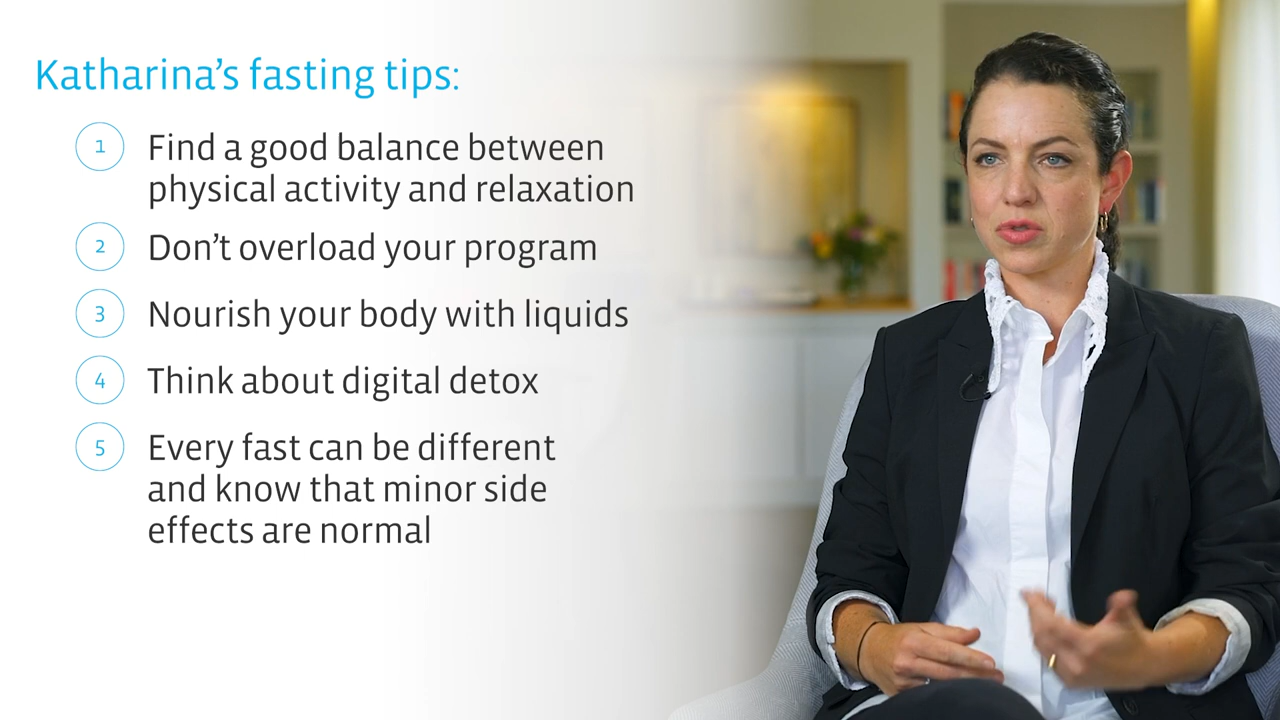 Katharina’s fasting tips:
1
Find a good balance between
physical activity and relaxation
2
Don’t overload your program
3
Nourish your body with liquids
4
Think about digital detox
5
Every fast can be different
and know that minor side
effects are normal